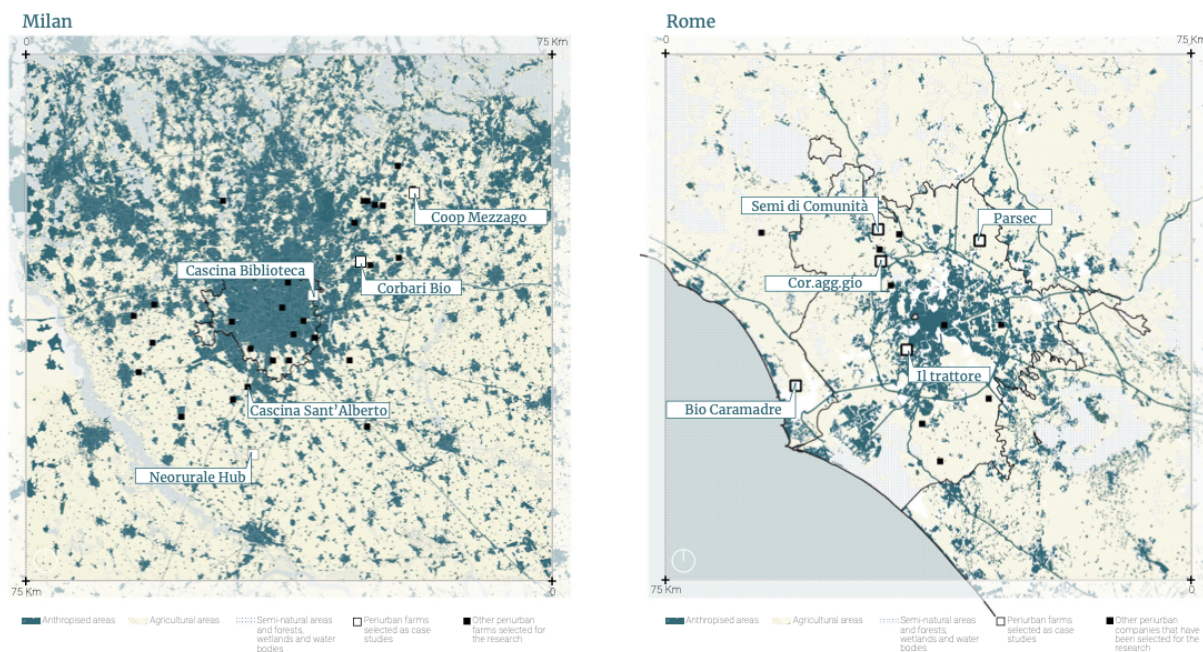 Milan
0
75 Km
Coop Mezzago
Cascina Biblioteca
Corbari Bio
Cascina Sant'Alberto
Neorurale Hub
75 Km
0
Anthropised areas
Agricultural areas
Semi-natural areas
and forests,
wetlands and water
bodies
Periurban farms
selected as case
studies
Other periurban
farms selected for
the research
Rome
0
75 Km
Semi di Comunità
Parsec
Cor.agg.gio
Il trattore
Bio Caramadre
75 Km
0
Anthropised areas
Agricultural areas
Semi-natural areas
and forests,
wetlands and water
bodies
Periurban farms
selected as case
studies
Other periurban
companies that have
been selected for the
research